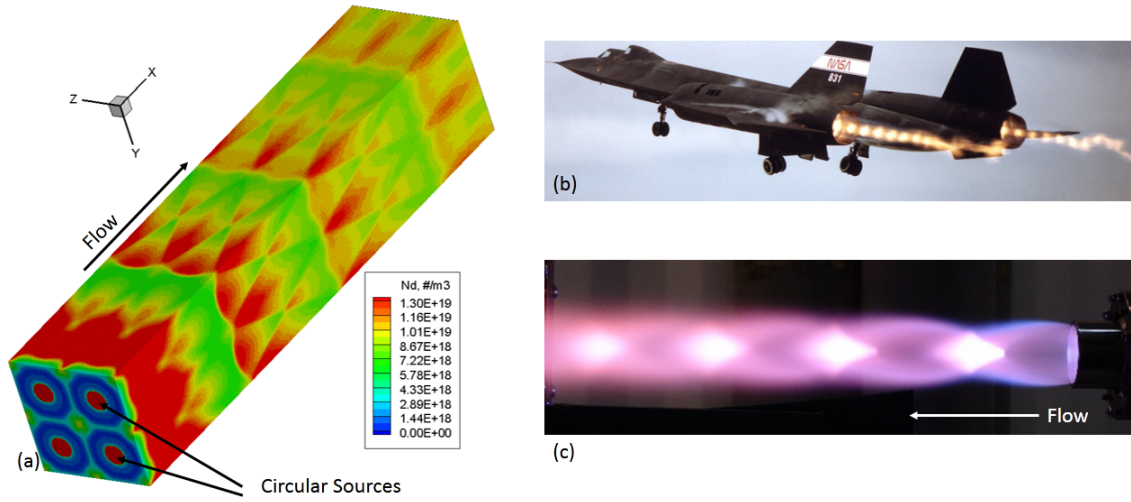 X
Z
Y
Flow
Nd, #/m3
1.30E+19
1.16E+19
1.01E+19
8.67E+18
7.22E+18
5.78E+18
4.33E+18
2.89E+18
1.44E+18
0.00E+00
(a)
Circular Sources
NASA
831
(b)
Flow
(c)